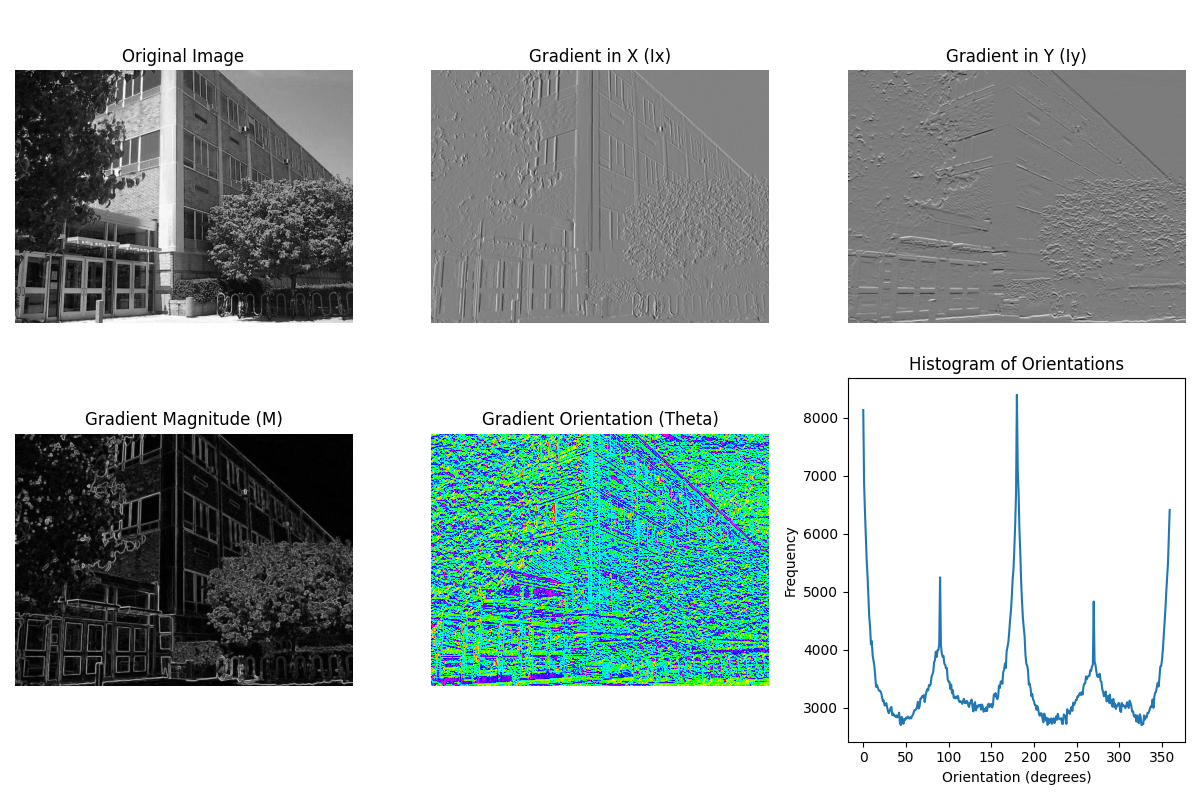 Original Image
Gradient in X (Ix)
Gradient in Y (Iy)
Gradient Magnitude (M)
Gradient Orientation (Theta)
Histogram of Orientations
8000
7000
6000
5000
4000
3000
Frequency
0 50 100 150 200 250 300 350
Orientation (degrees)